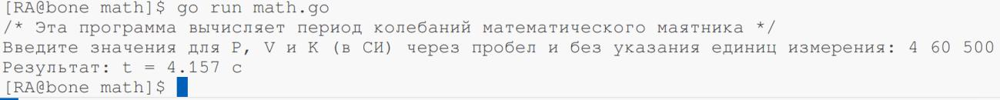 [RA@bone math]$ go run math.go
/* Эта программа вычисляет период колебаний математического маятника */
Введите значения для P, V и K (в СИ) через пробел и без указания единиц измерения: 4 60 500
Результат: t = 4.157 с
[RA@bone math]$